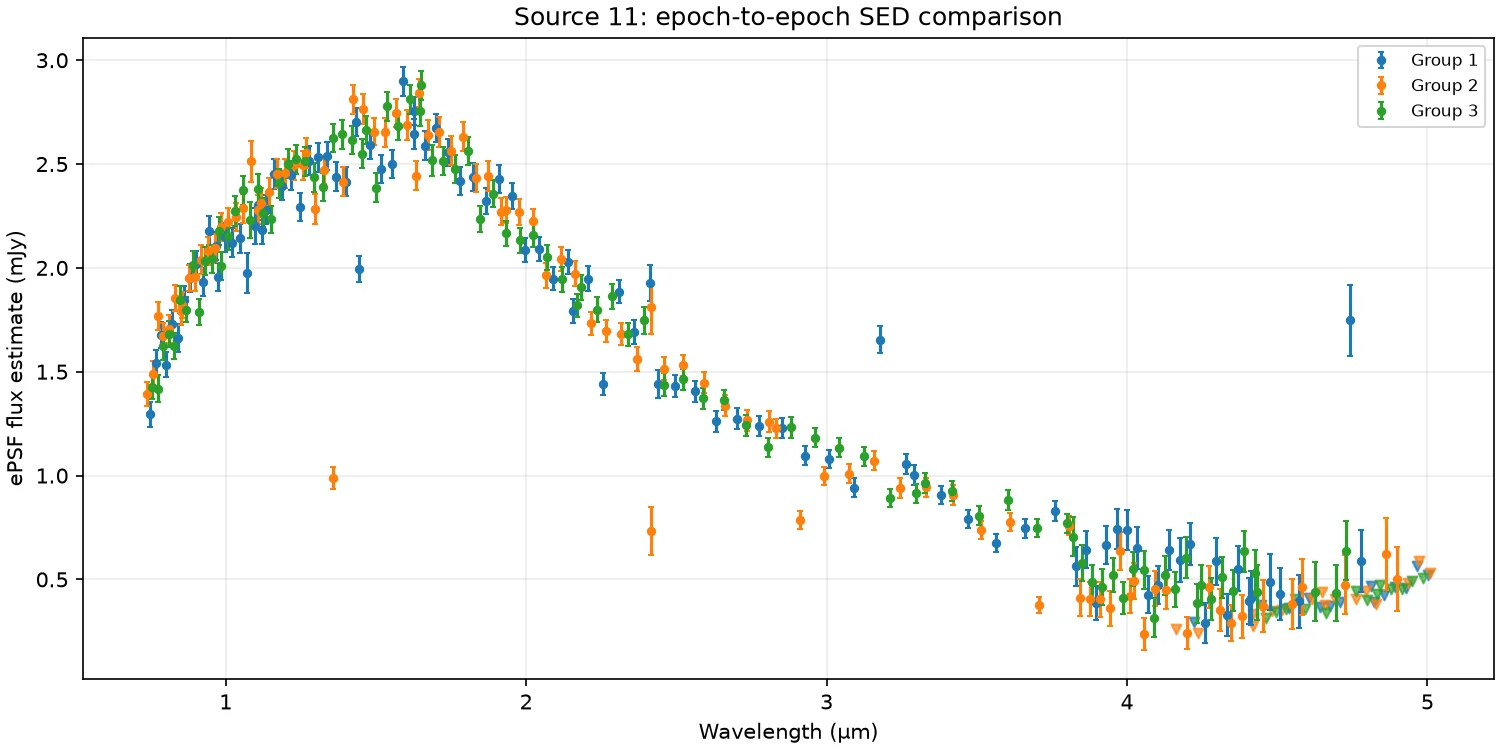 Source 11: epoch-to-epoch SED comparison
ePSF flux estimate (mJy)
3.0
2.5
2.0
1.5
1.0
0.5
Group 1
Group 2
Group 3
1 2 3 4 5
Wavelength (µm)